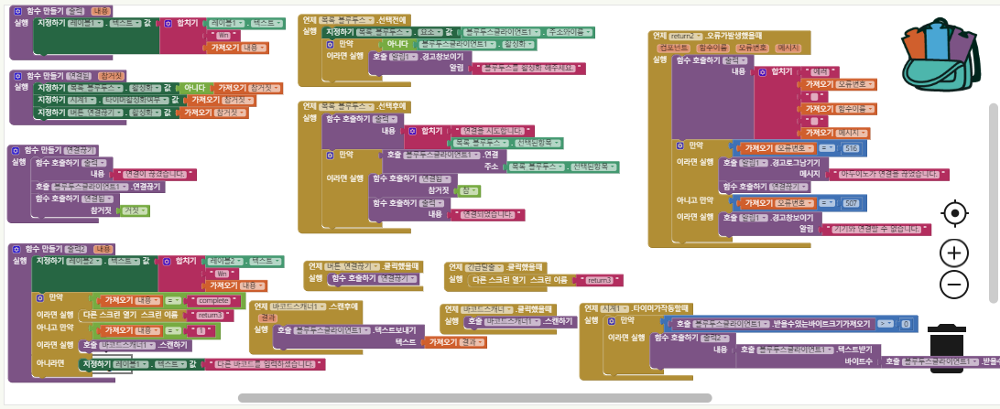 함수 만들기 출력 내용
실행 지정하기 레이블1 . 텍스트 값 합치기 레이블1 . 텍스트
" \n "
가져오기 내용
함수 만들기 연결됨 참거짓
실행 지정하기 목록 블루투스 . 활성화 값 아니다 가져오기 참거짓
지정하기 시계1 . 타이머활성화여부 값 가져오기 참거짓
지정하기 버튼 연결끊기 . 활성화 값 가져오기 참거짓
함수 만들기 연결끊기
실행 함수 호출하기 출력
내용 " 연결이 끊겼습니다. "
호출 블루투스클라이언트1 .연결끊기
함수 호출하기 연결됨
참거짓 거짓
함수 만들기 출력2 내용
실행 지정하기 레이블2 . 텍스트 값 합치기 레이블2 . 텍스트
" \n "
가져오기 내용
만약 가져오기 내용 = " complete "
이라면 실행 다른 스크린 열기 스크린 이름 " return3 "
아니고 만약 가져오기 내용 = " 1 "
이라면 실행 호출 바코드스캐너1 .스캔하기
아니라면 지정하기 레이블1 . 텍스트 값 " 다른 바코드를 입력하셨습니다. "
언제 목록 블루투스 .선택전에
실행 지정하기 목록 블루투스 . 요소 값 블루투스클라이언트1 . 주소와이름
만약 아니다 블루투스클라이언트1 . 활성화
이라면 실행 호출 알림1 .경고창보이기
알림 " 블루투스를 활성화 해주세요. "
언제 목록 블루투스 .선택후에
실행 함수 호출하기 출력
내용 합치기 " 연결을 시도합니다. "
목록 블루투스 . 선택된항목
만약 호출 블루투스클라이언트1 .연결
주소 목록 블루투스 . 선택된항목
이라면 실행 함수 호출하기 연결됨
참거짓 참
함수 호출하기 출력
내용 " 연결되었습니다. "
언제 버튼 연결끊기 .클릭했을때
실행 함수 호출하기 연결끊기
언제 .클릭했을때
실행 다른 스크린 열기 스크린 이름 " return3 "
언제 바코드스캐너1 .스캔후에
결과
실행 호출 블루투스클라이언트1 .텍스트보내기
텍스트 가져오기 결과
언제 바코드스캐너1 .클릭했을때
실행 호출 바코드스캐너1 .스캔하기
언제 return2 .오류가발생했을때
컴포넌트 함수이름 오류번호 메시지
실행 함수 호출하기 출력
내용 합치기 " 에러 "
가져오기 오류번호
" "
가져오기 함수이름
" "
가져오기 메시지
만약 가져오기 오류번호 = 516
이라면 실행 호출 알림1 .경고로그남기기
메시지 " 아두이노가 연결을 끊었습니다. "
함수 호출하기 연결끊기
아니고 만약 가져오기 오류번호 = 507
이라면 실행 호출 알림1 .경고창보이기
알림 " 기기와 연결할 수 없습니다. "
언제 시계1 .타이머가작동할때
실행 만약 호출 블루투스클라이언트1 .받을수있는바이트크기가져오기 > 0
이라면 실행 함수 호출하기 출력2
내용 호출 블루투스클라이언트1 .텍스트받기
바이트수 호출 블루투스클라이언트1 .받을수